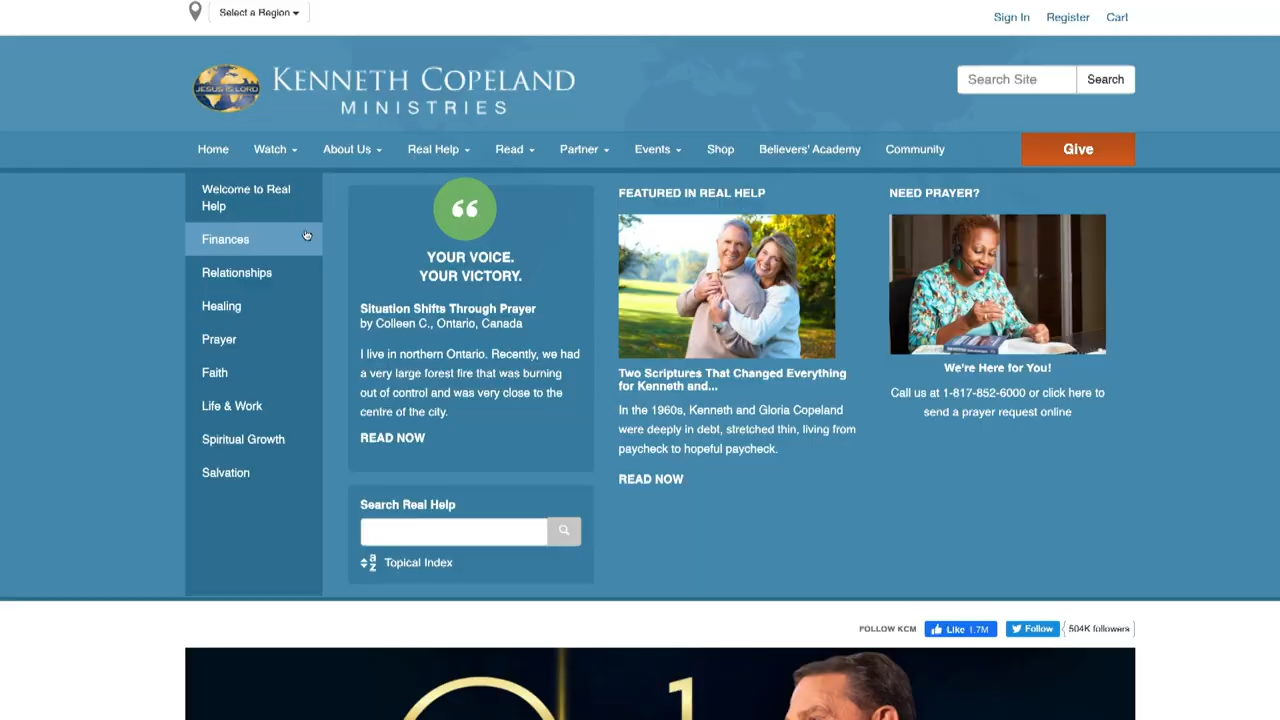 Select a Region
Sign In Register Cart
JESUS IS LORD
KENNETH COPELAND
MINISTRIES
Search Site Search
Home Watch About Us Real Help Read Partner Events Shop Believers' Academy Community Give
Welcome to Real
Help
Finances
Relationships
Healing
Prayer
Faith
Life & Work
Spiritual Growth
Salvation
YOUR VOICE.
YOUR VICTORY.
Situation Shifts Through Prayer
by Colleen C., Ontario, Canada
I live in northern Ontario. Recently, we had
a very large forest fire that was burning
out of control and was very close to the
centre of the city.
READ NOW
Search Real Help
Topical Index
FEATURED IN REAL HELP
Two Scriptures That Changed Everything
for Kenneth and...
In the 1960s, Kenneth and Gloria Copeland
were deeply in debt, stretched thin, living from
paycheck to hopeful paycheck.
READ NOW
NEED PRAYER?
We're Here for You!
Call us at 1-817-852-6000 or click here to
send a prayer request online
FOLLOW KCM Like 1.7M Follow 504K followers